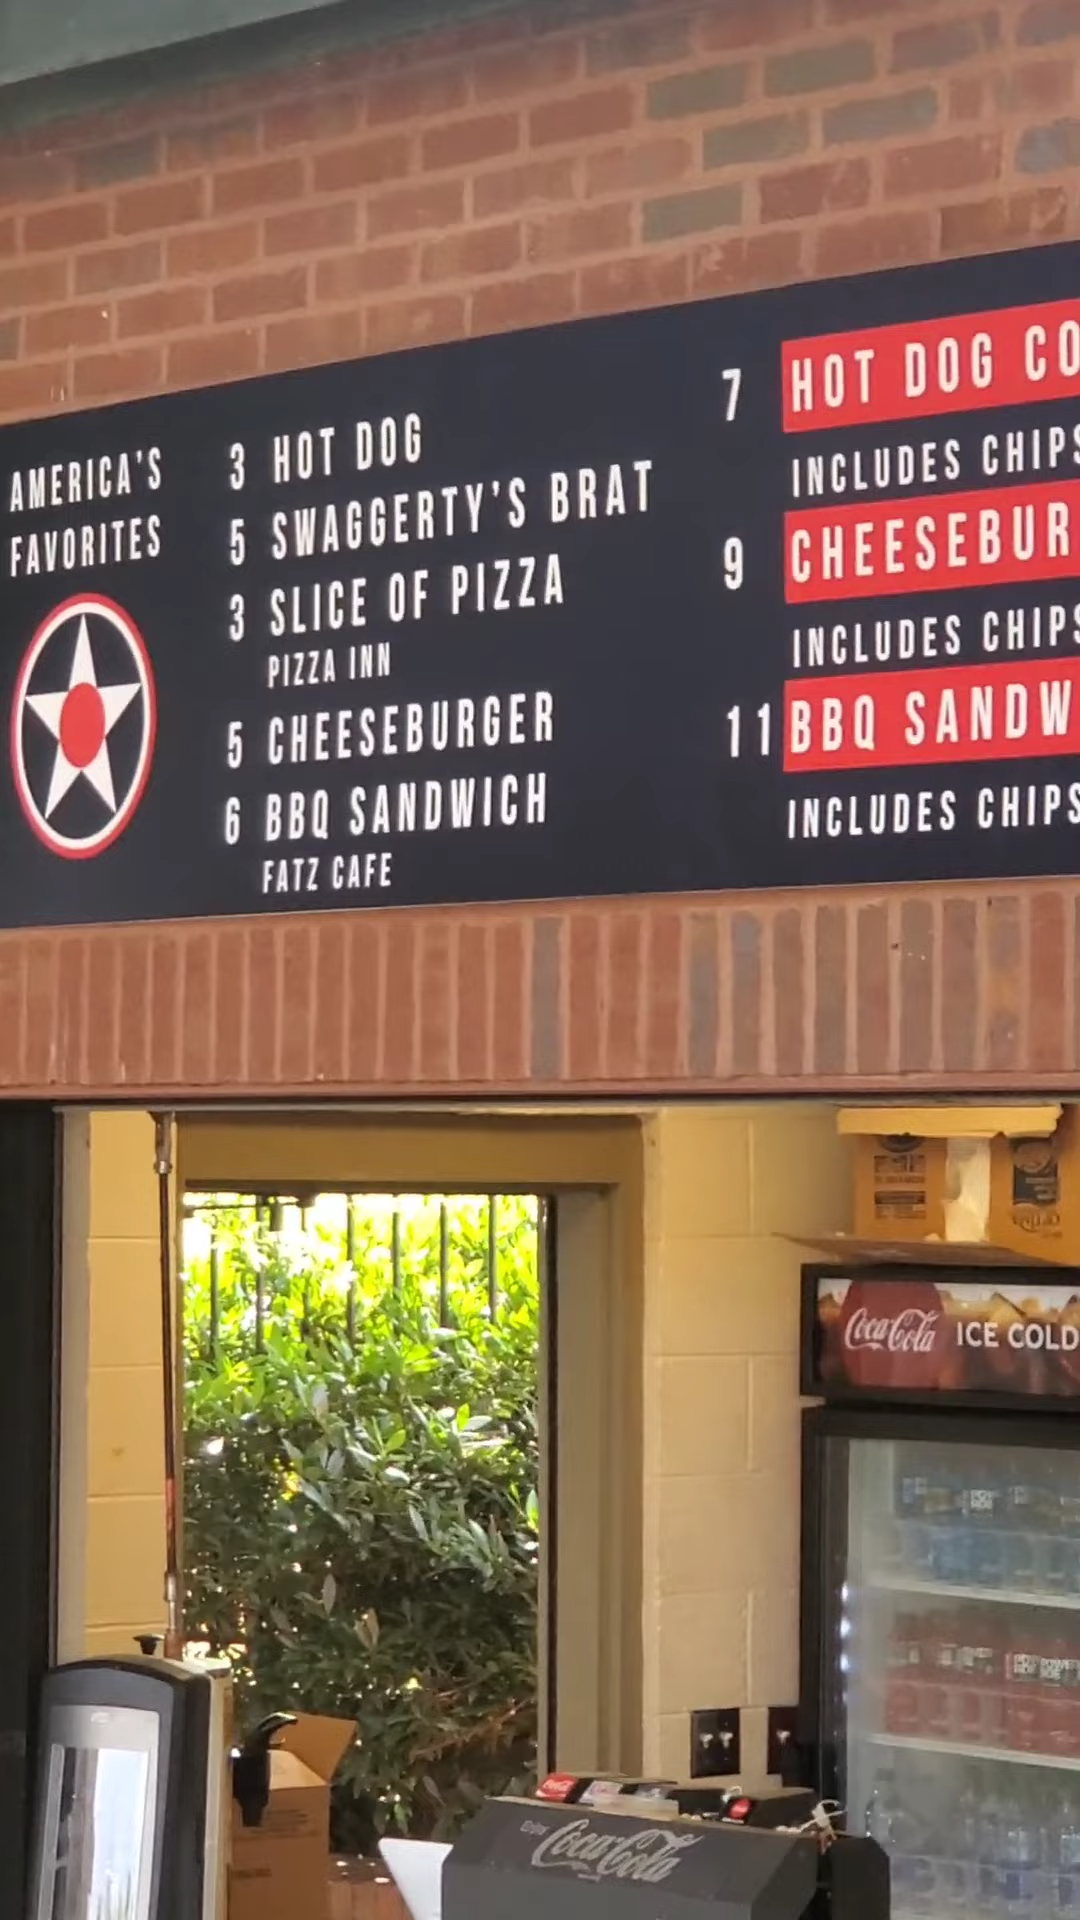 AMERICA'S
FAVORITES
3 HOT DOG
5 SWAGGERTY'S BRAT
3 SLICE OF PIZZA
PIZZA INN
5 CHEESEBURGER
6 BBQ SANDWICH
FATZ CAFE
7 HOT DOG CO
INCLUDES CHIPS
9 CHEESEBUR
INCLUDES CHIPS
11 BBQ SANDW
INCLUDES CHIPS
Coca-Cola ICE COLD
Enjoy
Coca-Cola